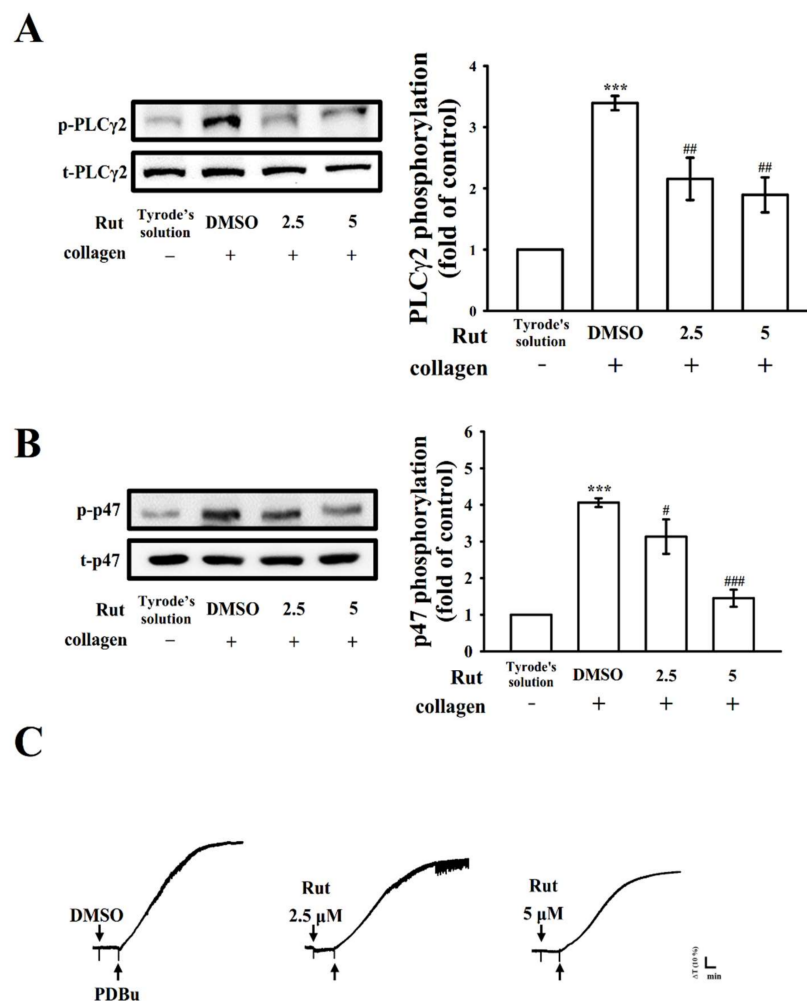 A
p-PLCγ2
t-PLCγ2
Rut Tyrode's solution DMSO 2.5 5
collagen – + + +
PLCγ2 phosphorylation
(fold of control)
4
3
2
1
0
***
##
##
Rut Tyrode's solution DMSO 2.5 5
collagen - + + +
B
p-p47
t-p47
Rut Tyrode's solution DMSO 2.5 5
collagen – + + +
p47 phosphorylation
(fold of control)
6
5
4
3
2
1
0
***
#
###
Rut Tyrode's solution DMSO 2.5 5
collagen - + + +
C
DMSO
PDBu
Rut
2.5 μM
Rut
5 μM
ΔT (10 %)
min